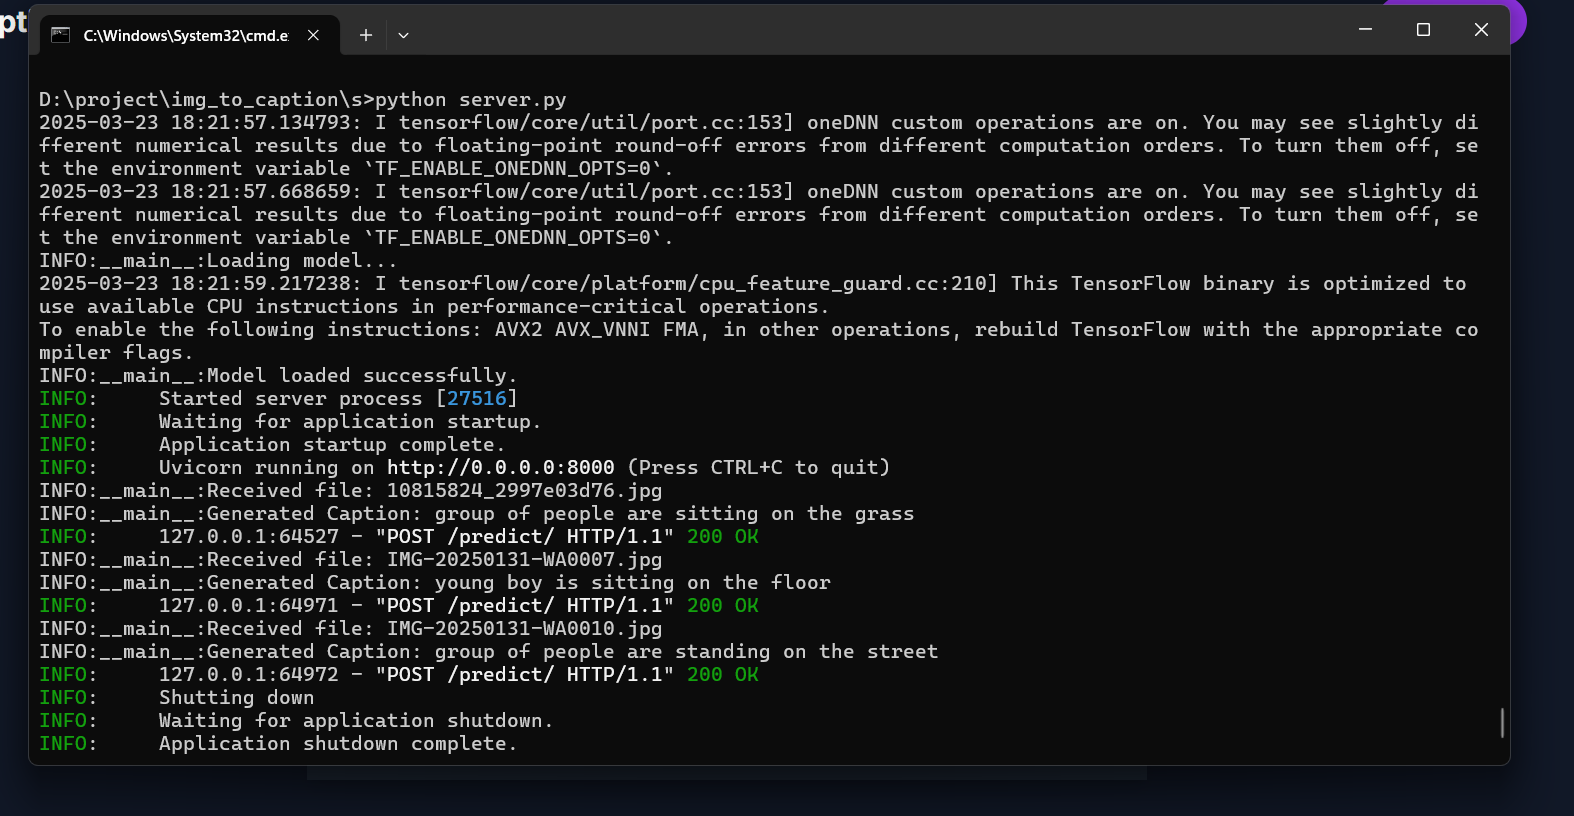 pt
C:\Windows\System32\cmd.e
D:\project\img_to_caption\s>python server.py
2025-03-23 18:21:57.134793: I tensorflow/core/util/port.cc:153] oneDNN custom operations are on. You may see slightly di
fferent numerical results due to floating-point round-off errors from different computation orders. To turn them off, se
t the environment variable `TF_ENABLE_ONEDNN_OPTS=0`.
2025-03-23 18:21:57.668659: I tensorflow/core/util/port.cc:153] oneDNN custom operations are on. You may see slightly di
fferent numerical results due to floating-point round-off errors from different computation orders. To turn them off, se
t the environment variable `TF_ENABLE_ONEDNN_OPTS=0`.
INFO:__main__:Loading model...
2025-03-23 18:21:59.217238: I tensorflow/core/platform/cpu_feature_guard.cc:210] This TensorFlow binary is optimized to
use available CPU instructions in performance-critical operations.
To enable the following instructions: AVX2 AVX_VNNI FMA, in other operations, rebuild TensorFlow with the appropriate co
mpiler flags.
INFO:__main__:Model loaded successfully.
INFO:     Started server process [27516]
INFO:     Waiting for application startup.
INFO:     Application startup complete.
INFO:     Uvicorn running on http://0.0.0.0:8000 (Press CTRL+C to quit)
INFO:__main__:Received file: 10815824_2997e03d76.jpg
INFO:__main__:Generated Caption: group of people are sitting on the grass
INFO:     127.0.0.1:64527 - "POST /predict/ HTTP/1.1" 200 OK
INFO:__main__:Received file: IMG-20250131-WA0007.jpg
INFO:__main__:Generated Caption: young boy is sitting on the floor
INFO:     127.0.0.1:64971 - "POST /predict/ HTTP/1.1" 200 OK
INFO:__main__:Received file: IMG-20250131-WA0010.jpg
INFO:__main__:Generated Caption: group of people are standing on the street
INFO:     127.0.0.1:64972 - "POST /predict/ HTTP/1.1" 200 OK
INFO:     Shutting down
INFO:     Waiting for application shutdown.
INFO:     Application shutdown complete.